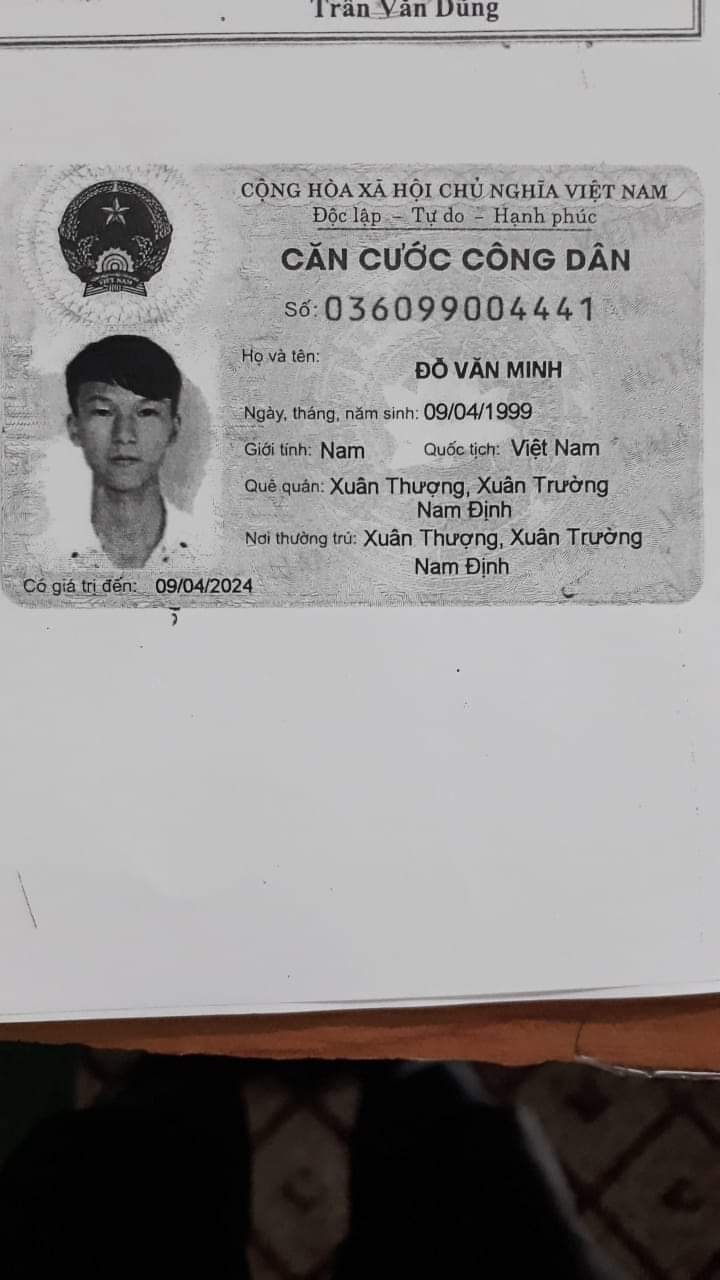 Trần Văn Dũng
CỘNG HÒA XÃ HỘI CHỦ NGHĨA VIỆT NAM
Độc lập – Tự do – Hạnh phúc
CĂN CƯỚC CÔNG DÂN
Số: 036099004441
Họ và tên:
ĐỖ VĂN MINH
Ngày, tháng, năm sinh: 09/04/1999
Giới tính: Nam Quốc tịch: Việt Nam
Quê quán: Xuân Thượng, Xuân Trường
Nam Định
Nơi thường trú: Xuân Thượng, Xuân Trường
Nam Định
Có giá trị đến: 09/04/2024
VIỆT NAM